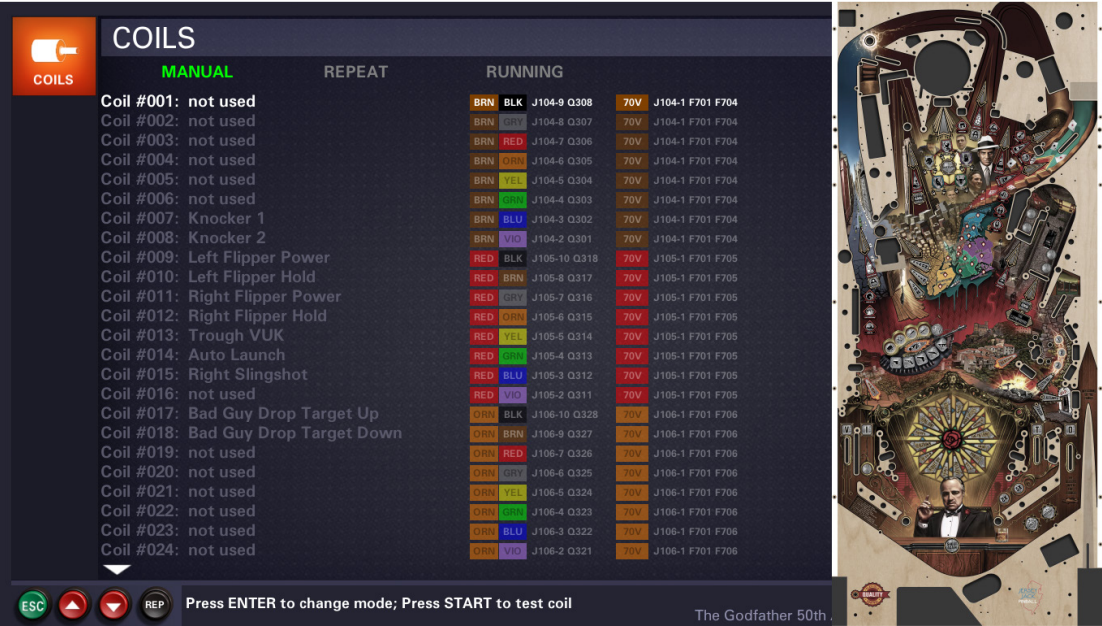 COILS
COILS
MANUAL REPEAT RUNNING
Coil #001: not used BRN BLK J104-9 Q308 70V J104-1 F701 F704
Coil #002: not used BRN GRY J104-8 Q307 70V J104-1 F701 F704
Coil #003: not used BRN RED J104-7 Q306 70V J104-1 F701 F704
Coil #004: not used BRN ORN J104-6 Q305 70V J104-1 F701 F704
Coil #005: not used BRN YEL J104-5 Q304 70V J104-1 F701 F704
Coil #006: not used BRN GRN J104-4 Q303 70V J104-1 F701 F704
Coil #007: Knocker 1 BRN BLU J104-3 Q302 70V J104-1 F701 F704
Coil #008: Knocker 2 BRN VIO J104-2 Q301 70V J104-1 F701 F704
Coil #009: Left Flipper Power RED BLK J105-10 Q318 70V J105-1 F701 F705
Coil #010: Left Flipper Hold RED BRN J105-8 Q317 70V J105-1 F701 F705
Coil #011: Right Flipper Power RED GRY J105-7 Q316 70V J105-1 F701 F705
Coil #012: Right Flipper Hold RED ORN J105-6 Q315 70V J105-1 F701 F705
Coil #013: Trough VUK RED YEL J105-5 Q314 70V J105-1 F701 F705
Coil #014: Auto Launch RED GRN J105-4 Q313 70V J105-1 F701 F705
Coil #015: Right Slingshot RED BLU J105-3 Q312 70V J105-1 F701 F705
Coil #016: not used RED VIO J105-2 Q311 70V J105-1 F701 F705
Coil #017: Bad Guy Drop Target Up ORN BLK J106-10 Q328 70V J106-1 F701 F706
Coil #018: Bad Guy Drop Target Down ORN BRN J106-9 Q327 70V J106-1 F701 F706
Coil #019: not used ORN RED J106-7 Q326 70V J106-1 F701 F706
Coil #020: not used ORN GRY J106-6 Q325 70V J106-1 F701 F706
Coil #021: not used ORN YEL J106-5 Q324 70V J106-1 F701 F706
Coil #022: not used ORN GRN J106-4 Q323 70V J106-1 F701 F706
Coil #023: not used ORN BLU J106-3 Q322 70V J106-1 F701 F706
Coil #024: not used ORN VIO J106-2 Q321 70V J106-1 F701 F706
ESC REP Press ENTER to change mode; Press START to test coil
The Godfather 50th
QUALITY